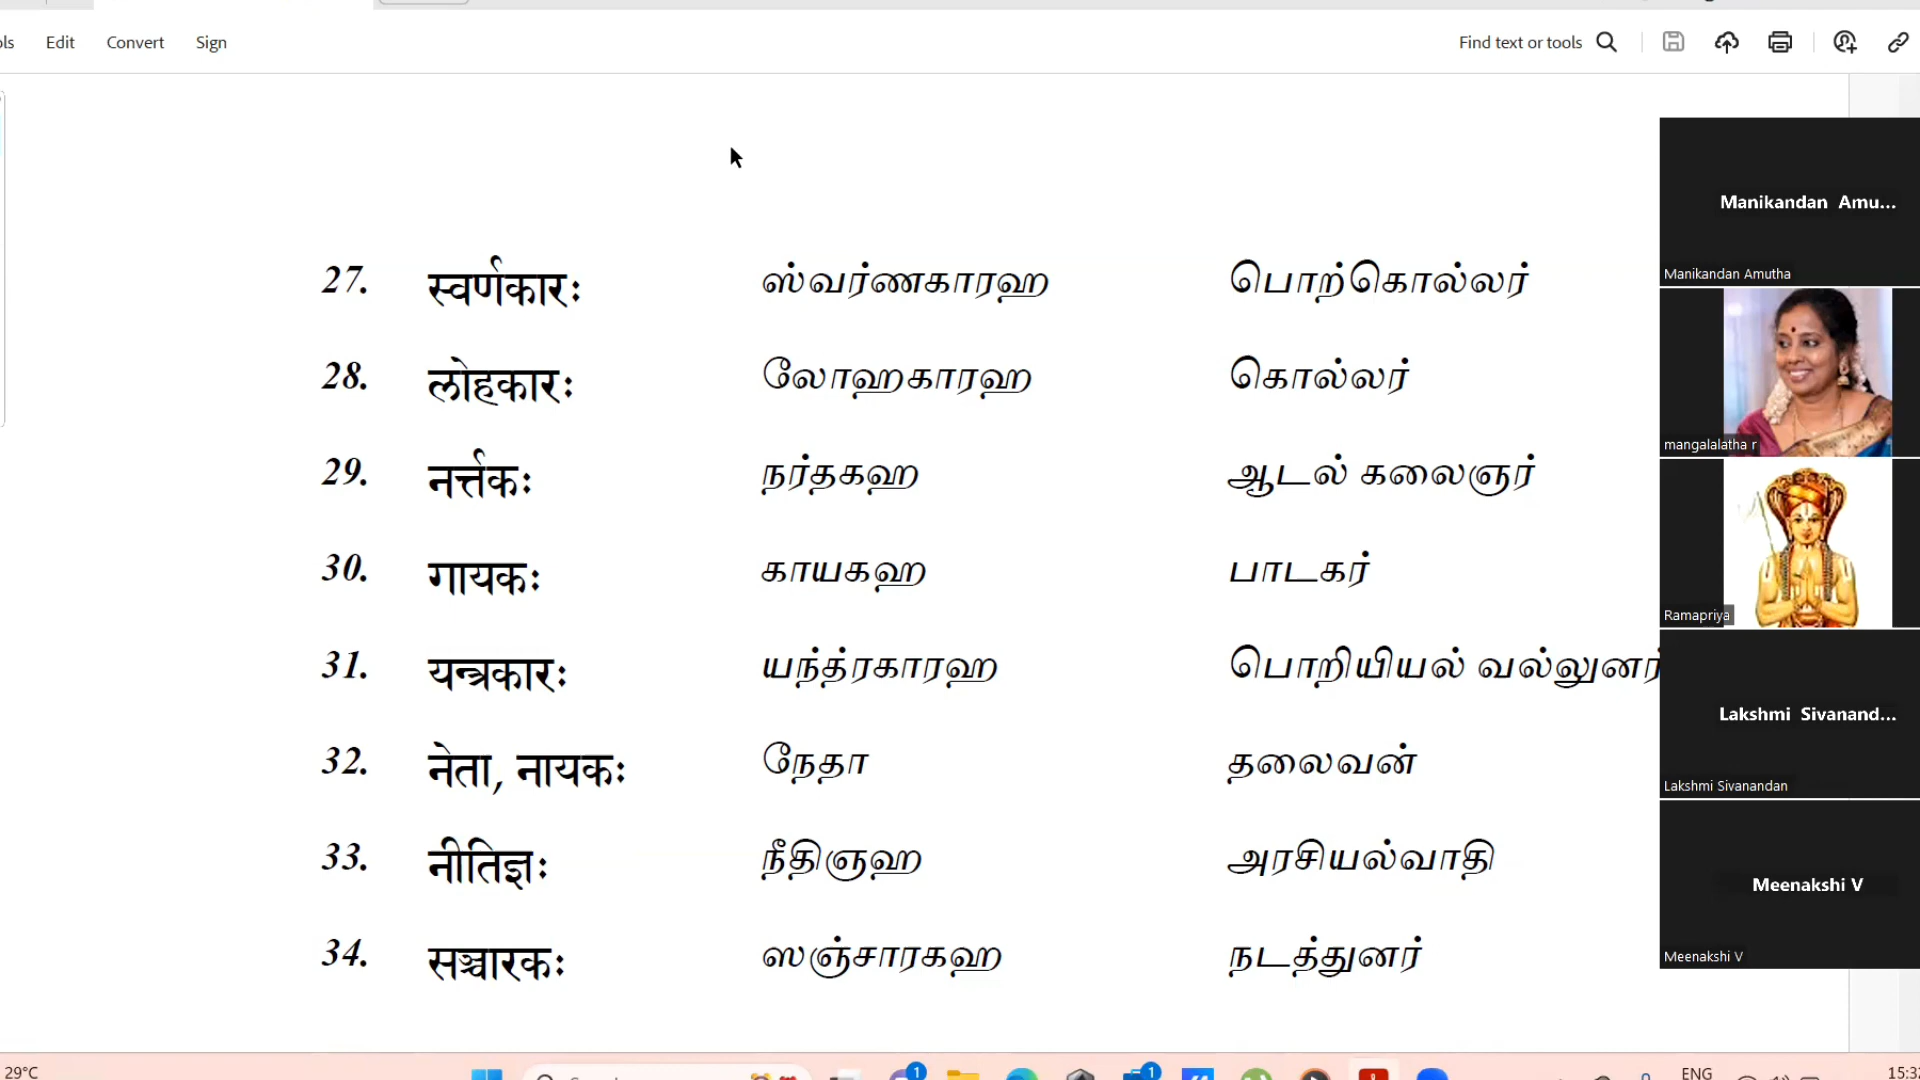 Edit Convert Sign Find text or tools
Manikandan Amu...
Manikandan Amutha
27. स्वर्णकारः ஸ்வர்ணகாரஹ பொற்கொல்லர்
28. लोहकारः லோஹகாரஹ கொல்லர்
mangalalatha r
29. नर्त्तकः நர்தகஹ ஆடல் கலைஞர்
30. गायकः காயகஹ பாடகர்
Ramapriya
31. यन्त्रकारः யந்த்ரகாரஹ பொறியியல் வல்லுனர்
Lakshmi Sivanand...
32. नेता, नायकः நேதா தலைவன்
Lakshmi Sivanandan
33. नीतिज्ञः நீதிஞஹ அரசியல்வாதி
Meenakshi V
34. सञ्चारकः ஸஞ்சாரகஹ நடத்துனர்
Meenakshi V
29°C 1 1 ENG